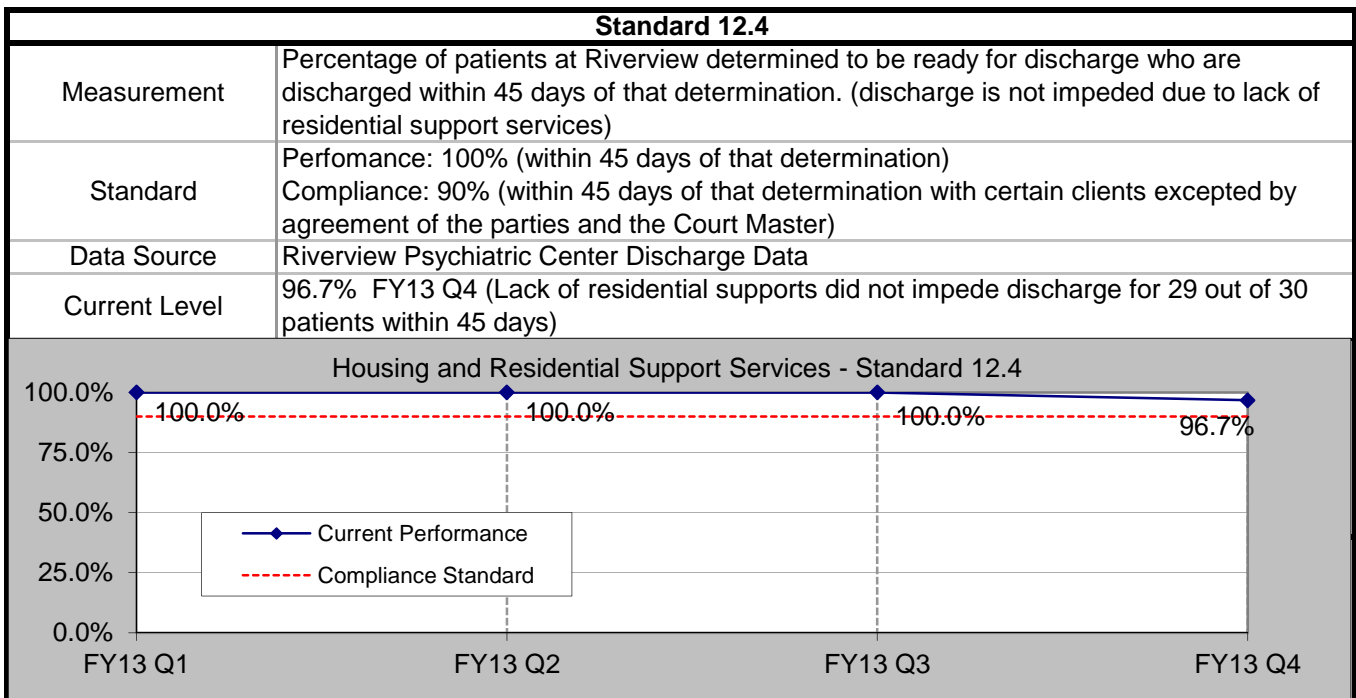 Standard 12.4
Measurement
Percentage of patients at Riverview determined to be ready for discharge who are
discharged within 45 days of that determination. (discharge is not impeded due to lack of
residential support services)
Standard
Perfomance: 100% (within 45 days of that determination)
Compliance: 90% (within 45 days of that determination with certain clients excepted by
agreement of the parties and the Court Master)
Data Source
Riverview Psychiatric Center Discharge Data
Current Level
96.7%  FY13 Q4 (Lack of residential supports did not impede discharge for 29 out of 30
patients within 45 days)
Housing and Residential Support Services - Standard 12.4
100.0%
75.0%
50.0%
25.0%
0.0%
100.0%
100.0%
100.0%
96.7%
Current Performance
Compliance Standard
FY13 Q1
FY13 Q2
FY13 Q3
FY13 Q4